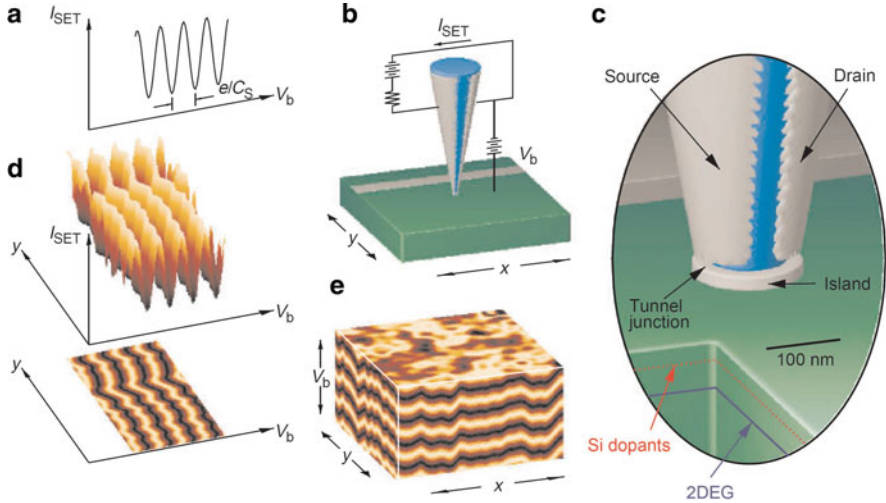 a
I_SET
e/C_S
V_b
b
I_SET
V_b
y
x
c
Source
Drain
Tunnel
junction
Island
100 nm
Si dopants
2DEG
d
I_SET
y
V_b
y
V_b
e
V_b
y
x